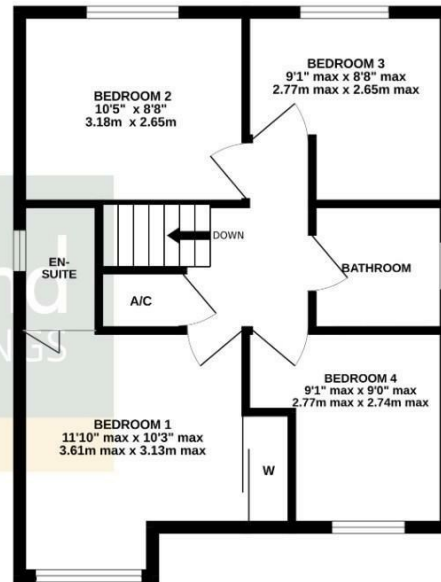 BEDROOM 2
10'5" x 8'8"
3.18m x 2.65m
BEDROOM 3
9'1" max x 8'8" max
2.77m max x 2.65m max
DOWN
EN-
SUITE
A/C
BATHROOM
BEDROOM 1
11'10" max x 10'3" max
3.61m max x 3.13m max
W
BEDROOM 4
9'1" max x 9'0" max
2.77m max x 2.74m max